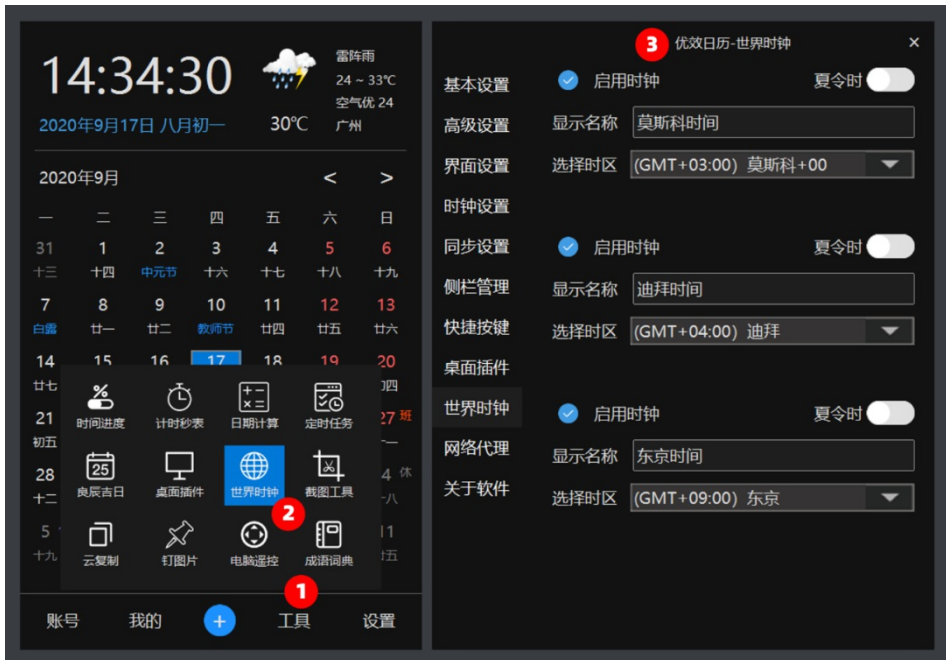 14:34:30
雷阵雨
24 ~ 33℃
空气优 24
2020年9月17日 八月初一
30℃
广州
2020年9月
<
>
一 二 三 四 五 六 日
31 1 2 3 4 5 6
十三 十四 中元节 十六 十七 十八 十九
7 8 9 10 11 12 13
白露 廿一 廿二 教师节 廿四 廿五 廿六
14 15 16 17 18 19 20
廿七
21
27 班
初五
28
4 休
十二
5
11
十九
时间进度 计时秒表 日期计算 定时任务
25
良辰吉日 桌面插件 世界时钟 截图工具
2
云复制 钉图片 电脑遥控 成语词典
1
账号 我的 + 工具 设置
3 优效日历-世界时钟 ×
基本设置
高级设置
界面设置
时钟设置
同步设置
侧栏管理
快捷按键
桌面插件
世界时钟
网络代理
关于软件
启用时钟 夏令时
显示名称 莫斯科时间
选择时区 (GMT+03:00) 莫斯科+00
启用时钟 夏令时
显示名称 迪拜时间
选择时区 (GMT+04:00) 迪拜
启用时钟 夏令时
显示名称 东京时间
选择时区 (GMT+09:00) 东京